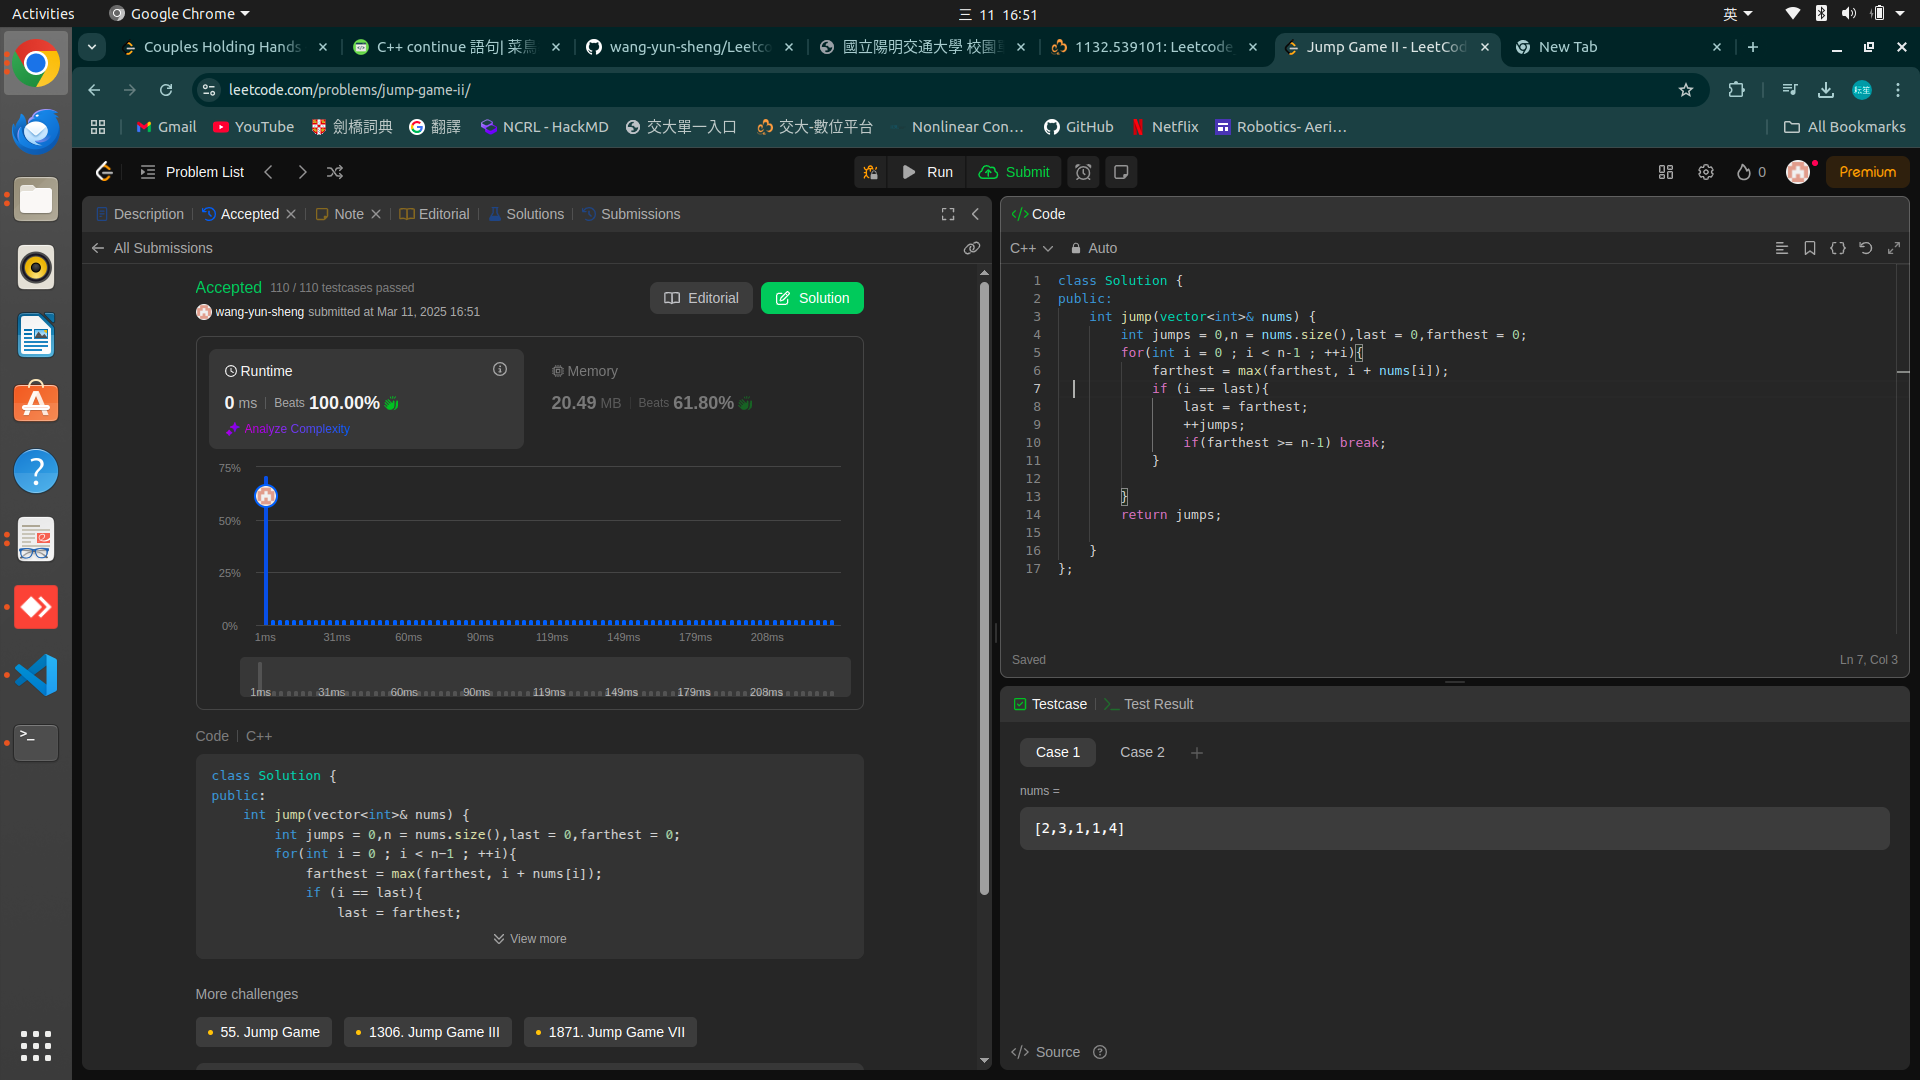 Activities
Google Chrome
三 11 16:51
英
Couples Holding Hands
C++ continue 語句| 菜鳥
wang-yun-sheng/Leetco
國立陽明交通大學 校園
1132.539101: Leetcode
Jump Game II - LeetCod
New Tab
leetcode.com/problems/jump-game-ii/
Gmail
YouTube
劍橋詞典
翻譯
NCRL - HackMD
交大單一入口
交大-數位平台
Nonlinear Con…
GitHub
Netflix
Robotics- Aeri…
All Bookmarks
Problem List
Run
Submit
0
Premium
Description
Accepted
Note
Editorial
Solutions
Submissions
All Submissions
Accepted 110 / 110 testcases passed
wang-yun-sheng submitted at Mar 11, 2025 16:51
Editorial
Solution
Runtime
0 ms | Beats 100.00%
Analyze Complexity
Memory
20.49 MB | Beats 61.80%
75%
50%
25%
0%
1ms 31ms 60ms 90ms 119ms 149ms 179ms 208ms
1ms 31ms 60ms 90ms 119ms 149ms 179ms 208ms
Code | C++
class Solution {
public:
    int jump(vector<int>& nums) {
        int jumps = 0,n = nums.size(),last = 0,farthest = 0;
        for(int i = 0 ; i < n-1 ; ++i){
            farthest = max(farthest, i + nums[i]);
            if (i == last){
                last = farthest;
View more
More challenges
55. Jump Game
1306. Jump Game III
1871. Jump Game VII
</> Code
C++
Auto
1 class Solution {
2 public:
3     int jump(vector<int>& nums) {
4         int jumps = 0,n = nums.size(),last = 0,farthest = 0;
5         for(int i = 0 ; i < n-1 ; ++i){
6             farthest = max(farthest, i + nums[i]);
7             if (i == last){
8                 last = farthest;
9                 ++jumps;
10                 if(farthest >= n-1) break;
11             }
12
13         }
14         return jumps;
15
16     }
17 };
Saved
Ln 7, Col 3
Testcase
Test Result
Case 1
Case 2
nums =
[2,3,1,1,4]
</> Source